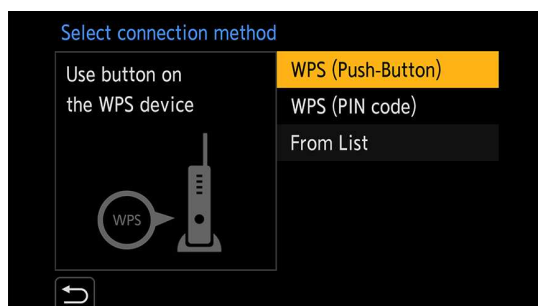 Select connection method
Use button on
the WPS device
WPS
WPS (Push-Button)
WPS (PIN code)
From List